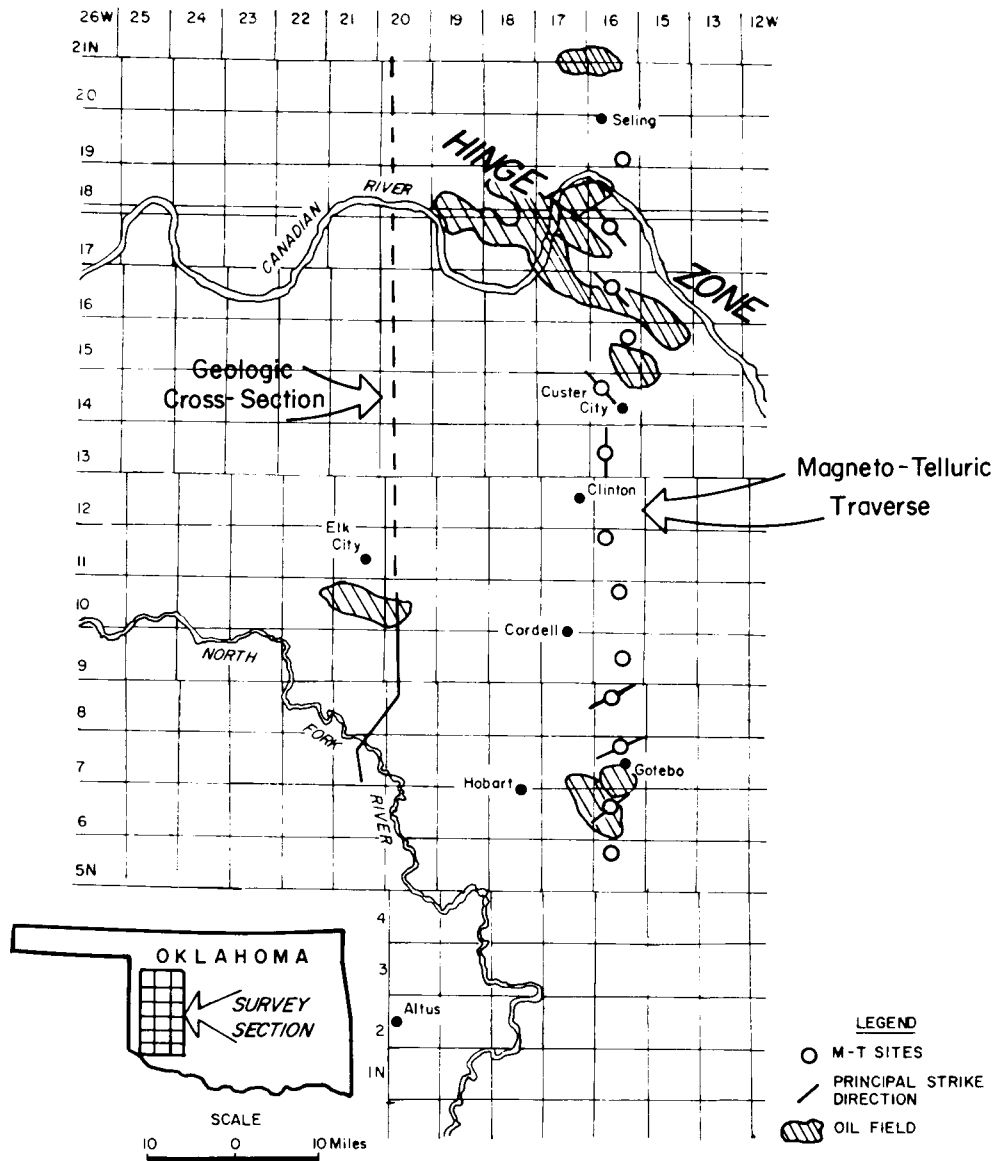 26W 25 24 23 22 21 20 19 18 17 16 15 13 12W
21N
20
Seling
19
HINGE
18
RIVER
CANADIAN
17
ZONE
16
15
Geologic
Cross-Section
Custer
City
14
13
Magneto-Telluric
Traverse
Clinton
12
Elk
City
11
10
Cordell
NORTH
9
8
FORK
7
Gotebo
Hobart
RIVER
6
5N
4
OKLAHOMA
3
SURVEY
SECTION
Altus
2
1N
LEGEND
M-T SITES
PRINCIPAL STRIKE
DIRECTION
OIL FIELD
SCALE
10 0 10 Miles